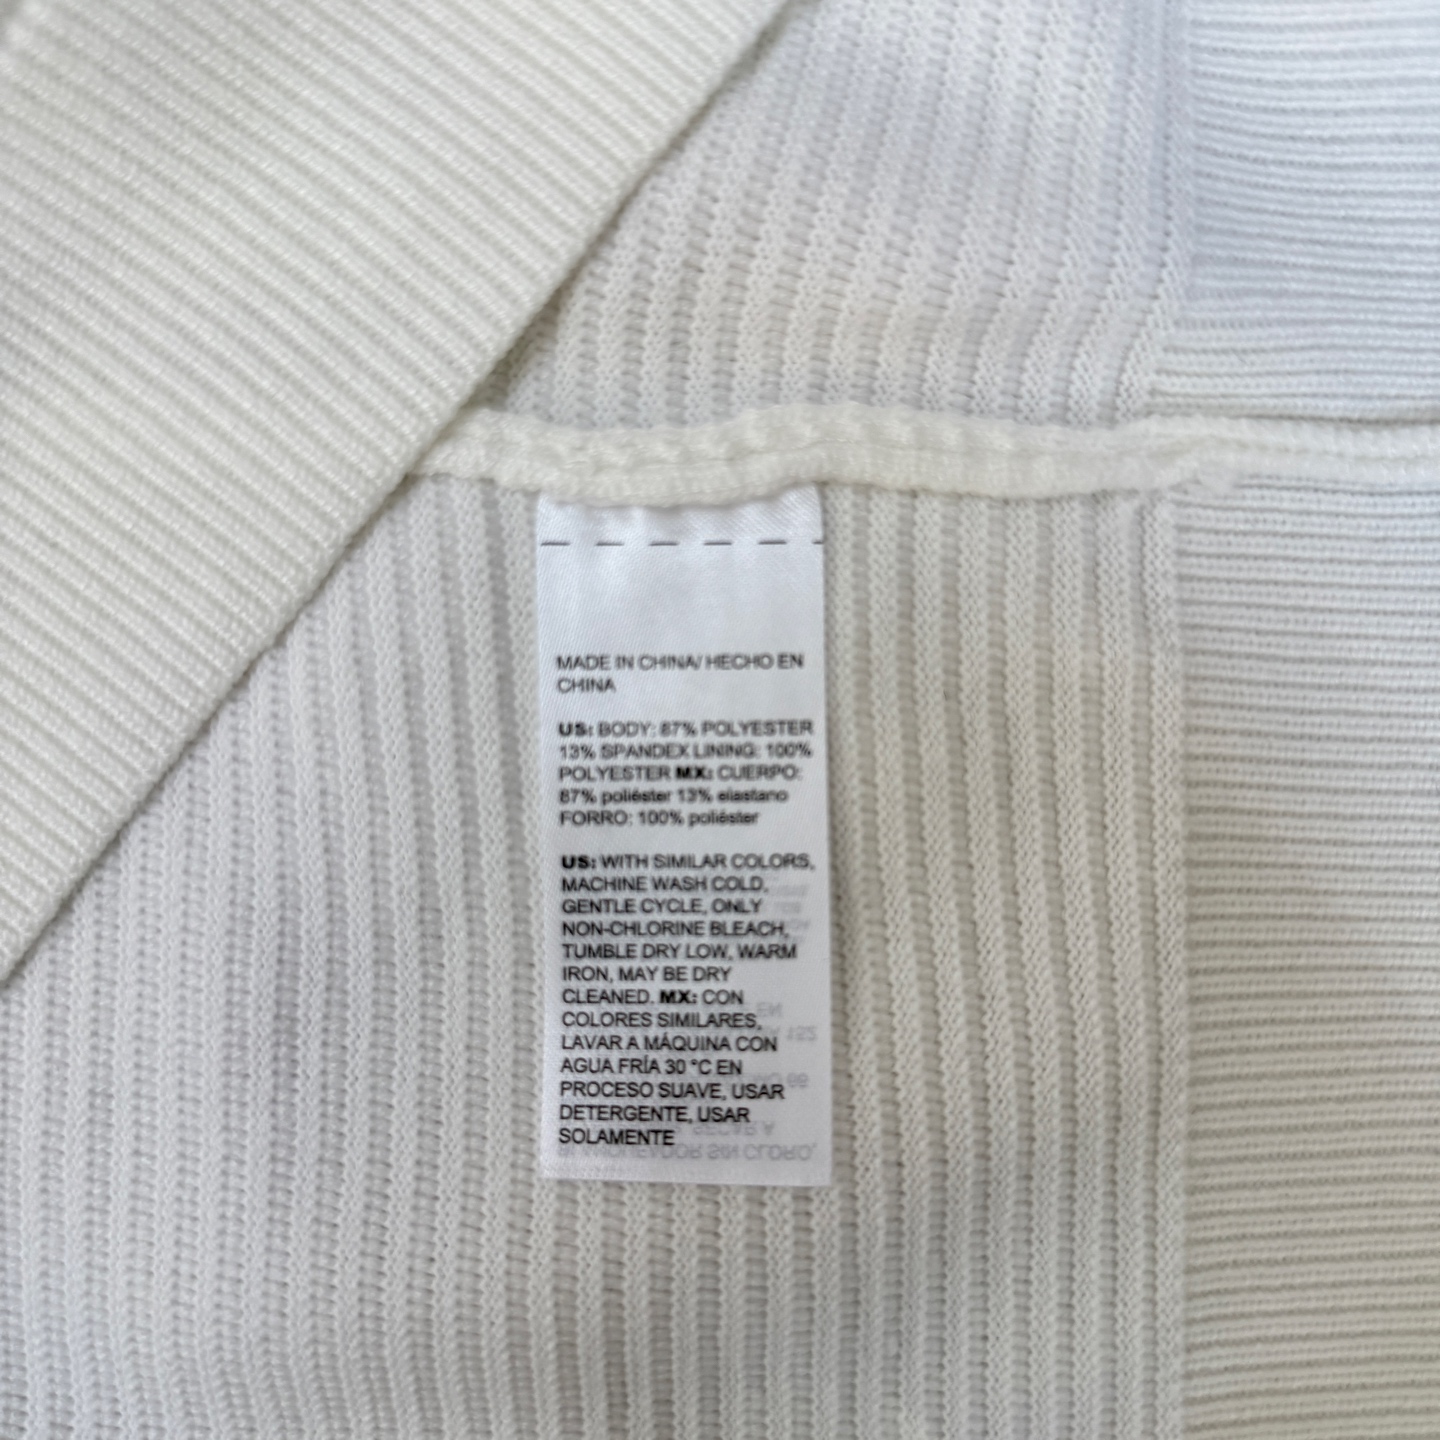 MADE IN CHINA/ HECHO EN
CHINA
US: BODY: 87% POLYESTER
13% SPANDEX LINING: 100%
POLYESTER MX: CUERPO:
87% poliéster 13% elastano
FORRO: 100% poliéster
US: WITH SIMILAR COLORS,
MACHINE WASH COLD,
GENTLE CYCLE, ONLY
NON-CHLORINE BLEACH,
TUMBLE DRY LOW, WARM
IRON, MAY BE DRY
CLEANED. MX: CON
COLORES SIMILARES,
LAVAR A MÁQUINA CON
AGUA FRÍA 30 °C EN
PROCESO SUAVE, USAR
DETERGENTE, USAR
SOLAMENTE